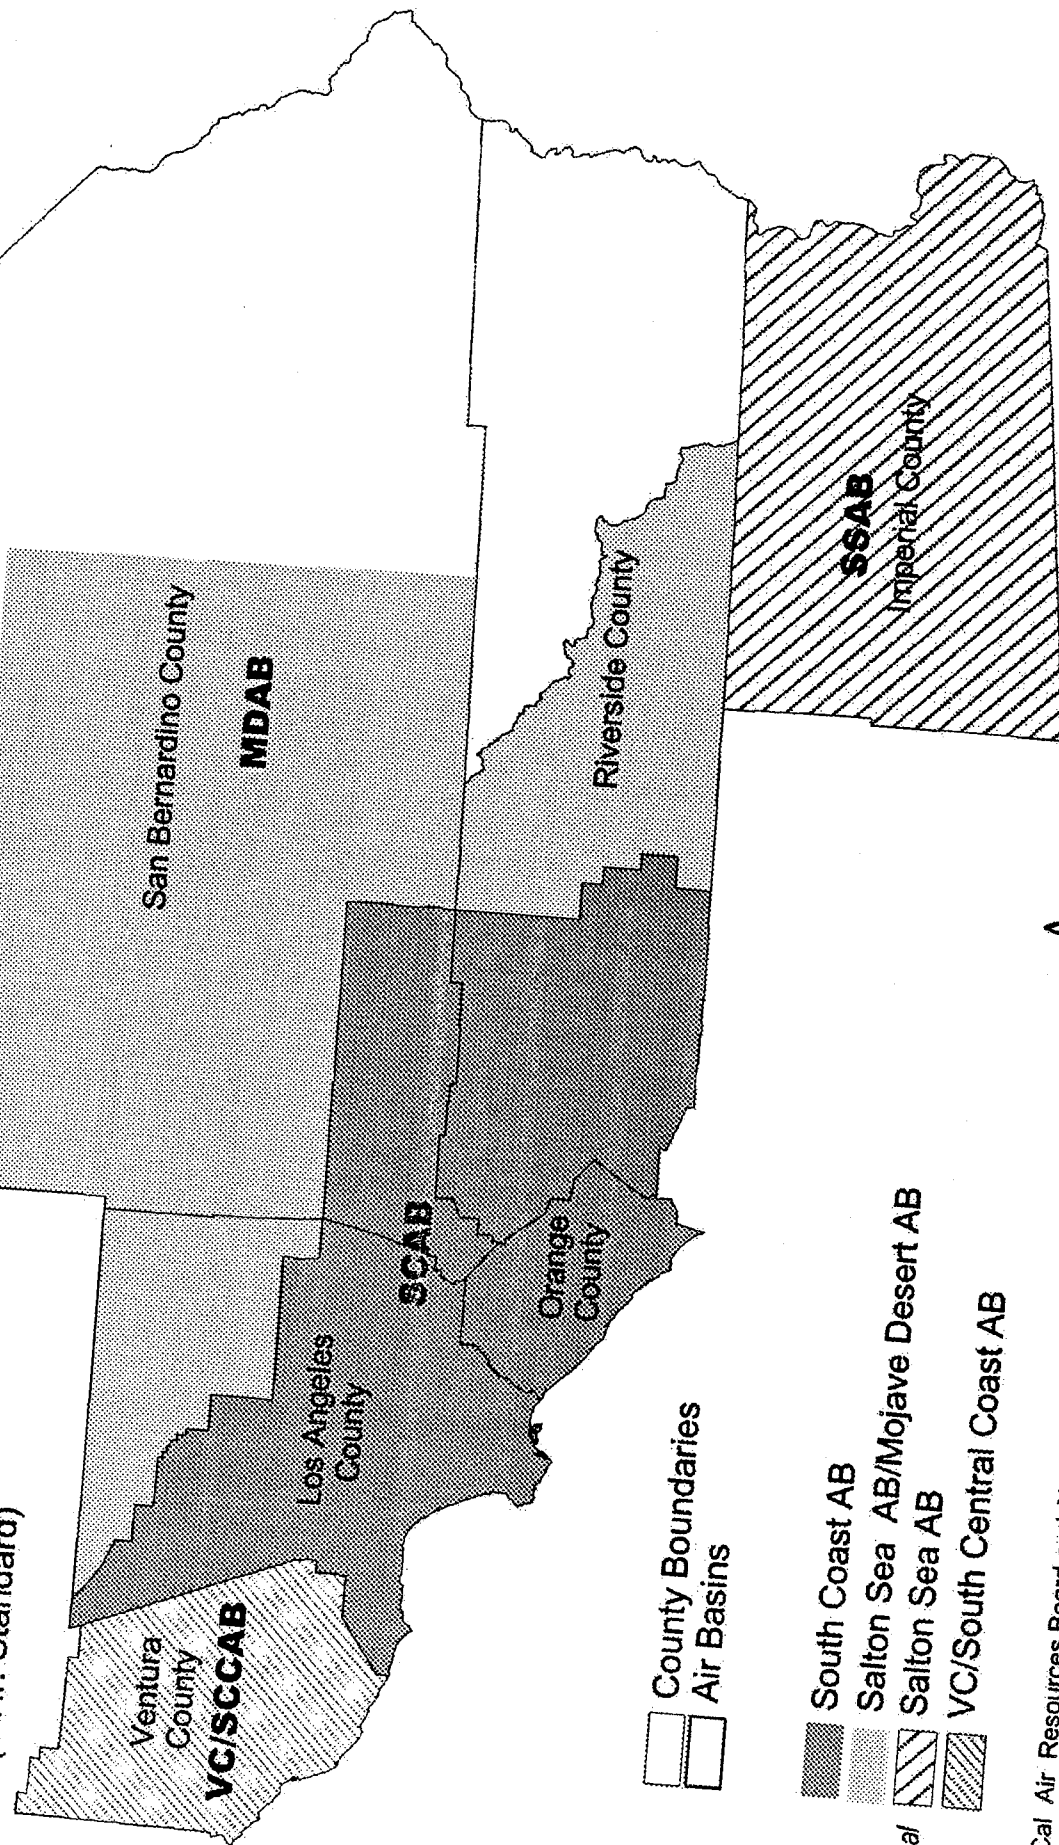 Standard)
San Bernardino County
MDAB
Riverside County
SSAB
Imperial County
Los Angeles
County
SCAB
Orange
County
Ventura
County
VC/SCCAB
County Boundaries
Air Basins
South Coast AB
Salton Sea AB/Mojave Desert AB
Salton Sea AB
VC/South Central Coast AB
al
Cal Air Resources Board and